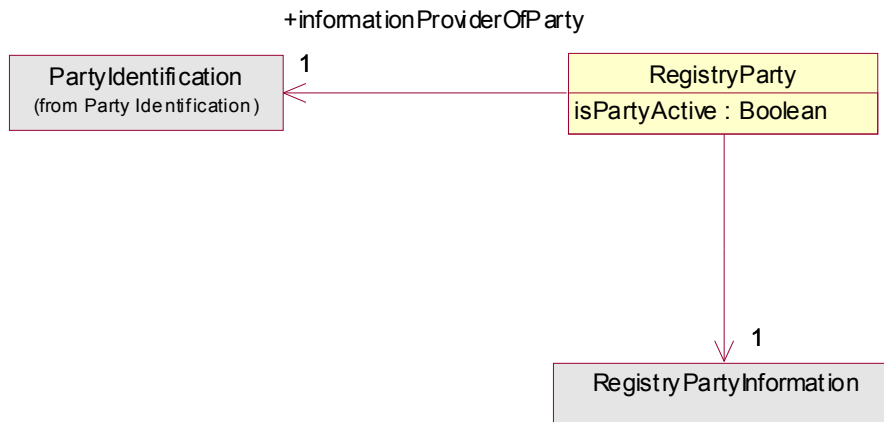 +informationProviderOfParty
1
PartyIdentification
(from Party Identification)
RegistryParty
isPartyActive : Boolean
1
RegistryPartyInformation